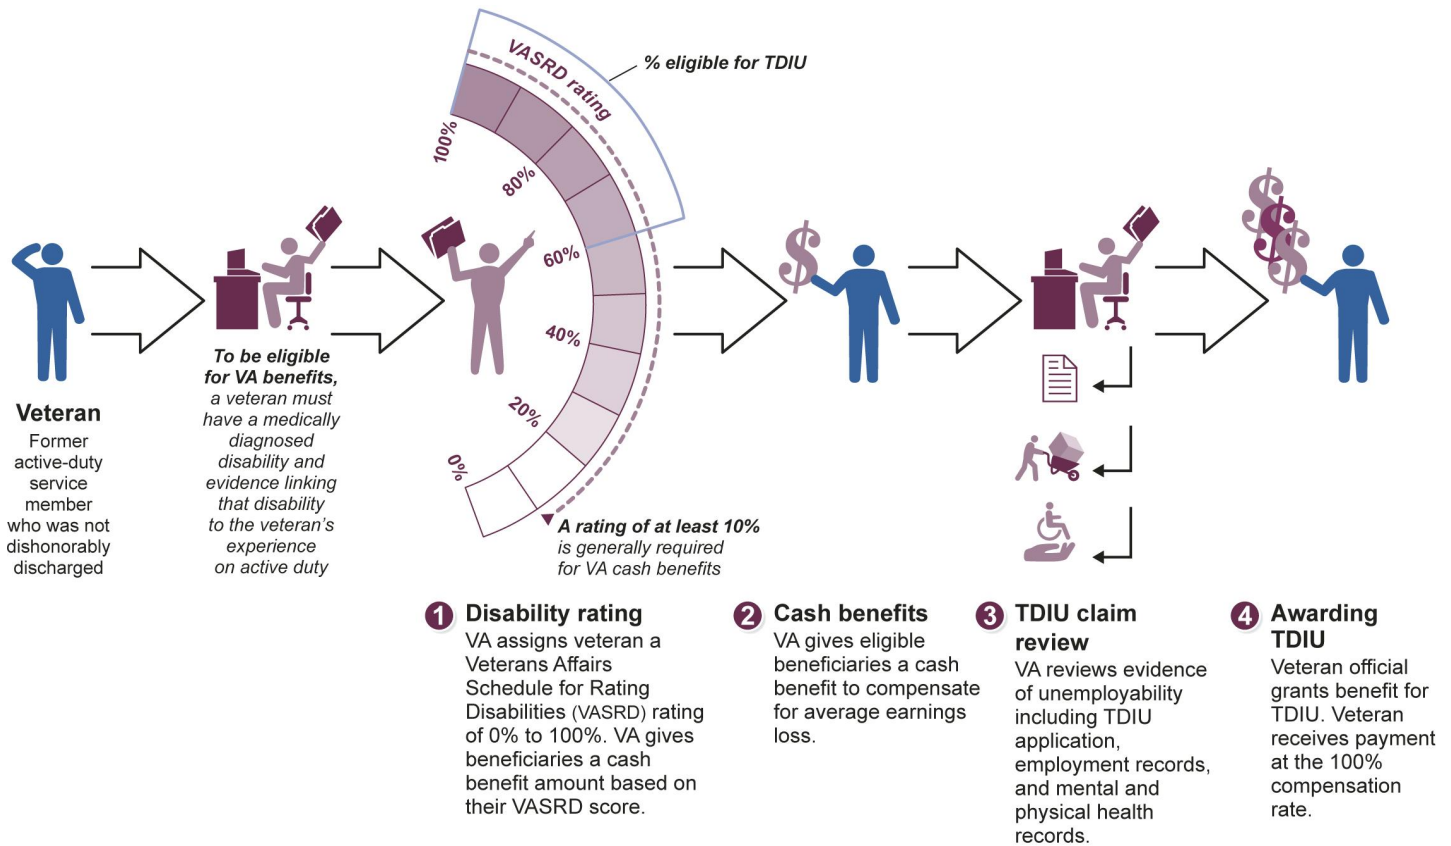 VASRD rating
% eligible for TDIU
100%
80%
60%
40%
20%
0%
Veteran
Former
active-duty
service
member
who was not
dishonorably
discharged
To be eligible
for VA benefits,
a veteran must
have a medically
diagnosed
disability and
evidence linking
that disability
to the veteran’s
experience
on active duty
A rating of at least 10%
is generally required
for VA cash benefits
1 Disability rating
VA assigns veteran a
Veterans Affairs
Schedule for Rating
Disabilities (VASRD) rating
of 0% to 100%. VA gives
beneficiaries a cash
benefit amount based on
their VASRD score.
2 Cash benefits
VA gives eligible
beneficiaries a cash
benefit to compensate
for average earnings
loss.
3 TDIU claim
review
VA reviews evidence
of unemployability
including TDIU
application,
employment records,
and mental and
physical health
records.
4 Awarding
TDIU
Veteran official
grants benefit for
TDIU. Veteran
receives payment
at the 100%
compensation
rate.